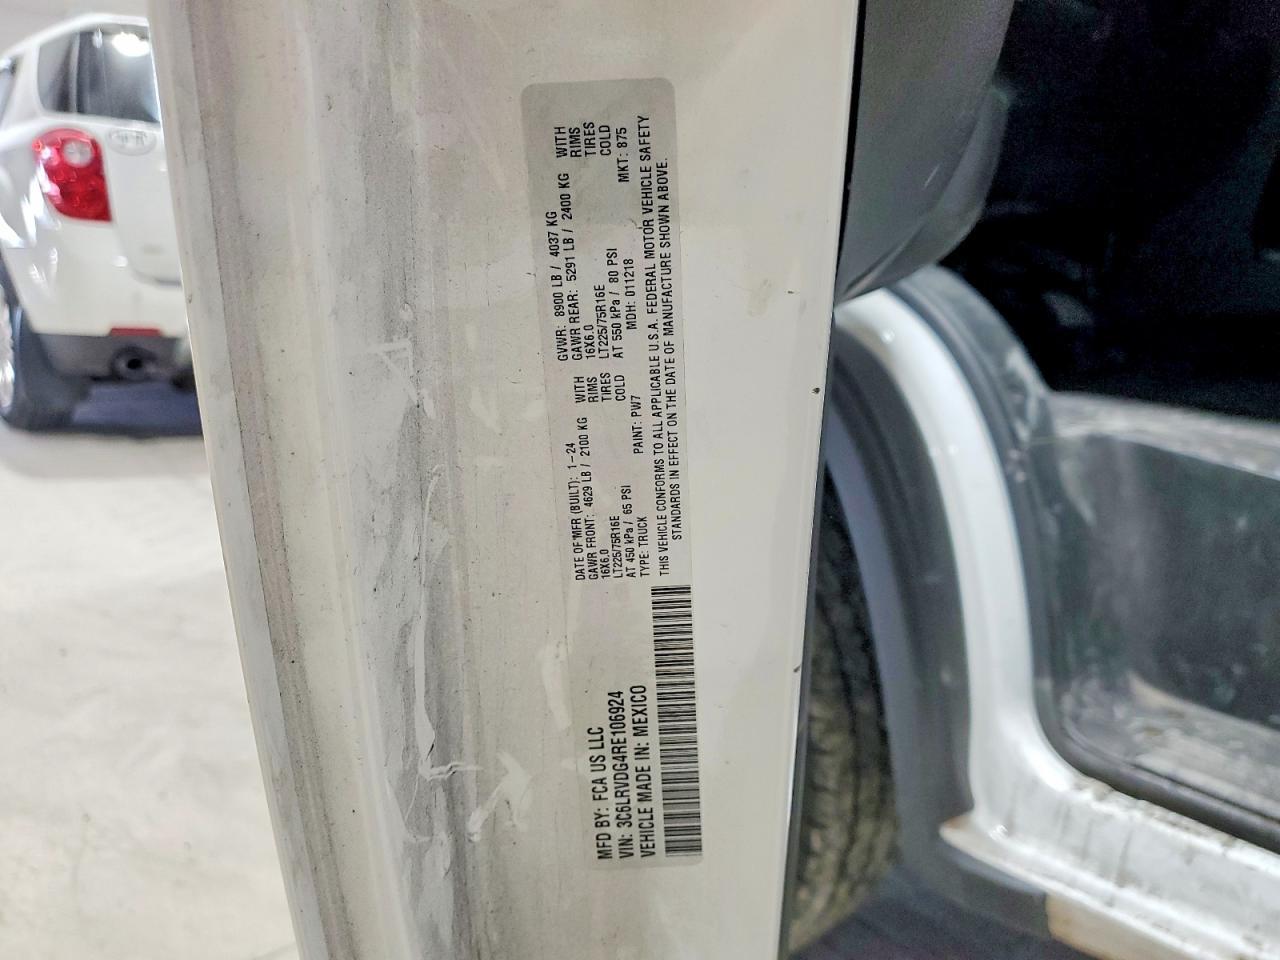 MFD BY: FCA US LLC
VIN: 3C6LRVDG4RE106924
VEHICLE MADE IN: MEXICO
DATE OF MFR (BUILT): 1-24 GVWR: 8900 LB / 4037 KG
GAWR FRONT: 4629 LB / 2100 KG WITH GAWR REAR: 5291 LB / 2400 KG WITH
16X6.0 RIMS 16X6.0 RIMS
LT225/75R16E TIRES LT225/75R16E TIRES
AT 450 kPa / 65 PSI COLD AT 550 kPa / 80 PSI COLD
TYPE: TRUCK PAINT: PW7 MDH: 011218 MKT: 875
THIS VEHICLE CONFORMS TO ALL APPLICABLE U.S.A. FEDERAL MOTOR VEHICLE SAFETY
STANDARDS IN EFFECT ON THE DATE OF MANUFACTURE SHOWN ABOVE.